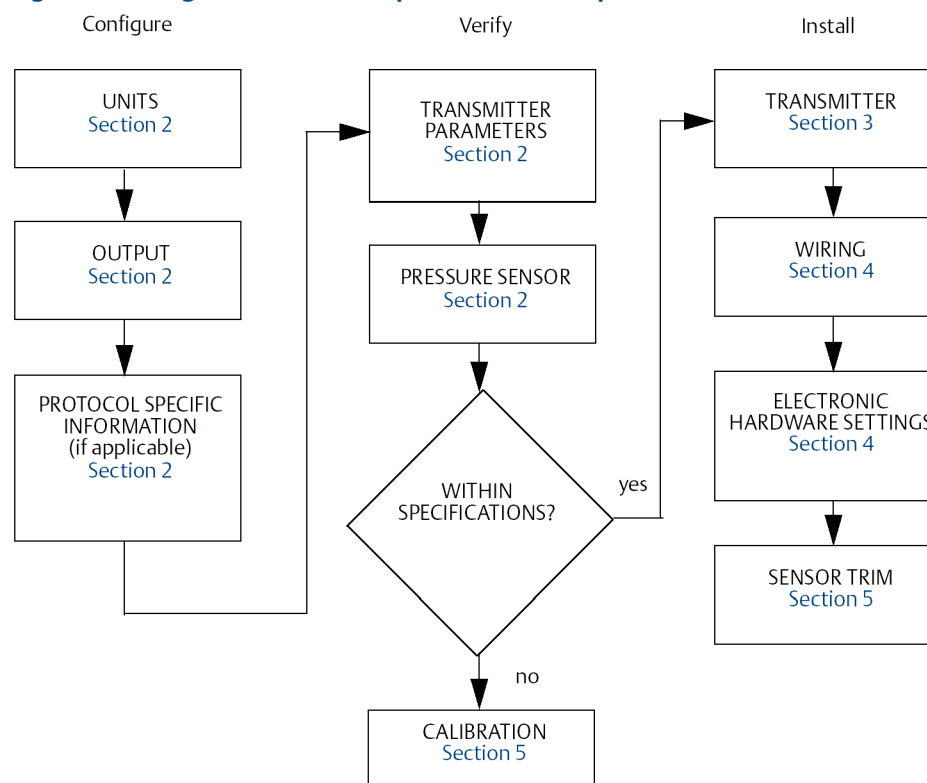 Configure
UNITS
Section 2
OUTPUT
Section 2
PROTOCOL SPECIFIC
INFORMATION
(if applicable)
Section 2
Verify
TRANSMITTER
PARAMETERS
Section 2
PRESSURE SENSOR
Section 2
WITHIN
SPECIFICATIONS?
yes
no
CALIBRATION
Section 5
Install
TRANSMITTER
Section 3
WIRING
Section 4
ELECTRONIC
HARDWARE SETTINGS
Section 4
SENSOR TRIM
Section 5